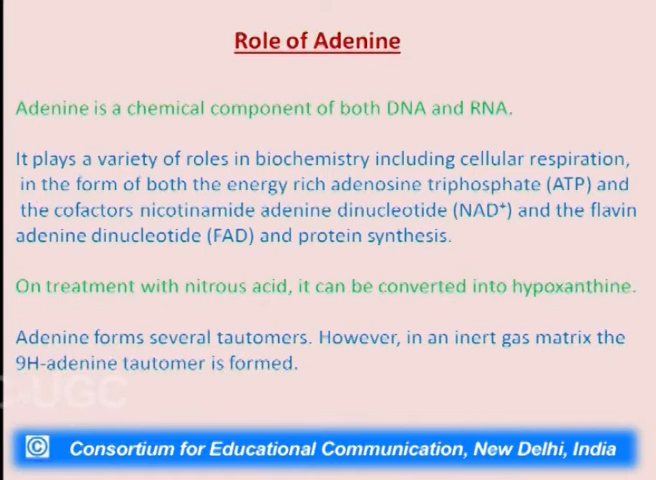 Role of Adenine
Adenine is a chemical component of both DNA and RNA.
It plays a variety of roles in biochemistry including cellular respiration,
in the form of both the energy rich adenosine triphosphate (ATP) and
the cofactors nicotinamide adenine dinucleotide (NAD⁺) and the flavin
adenine dinucleotide (FAD) and protein synthesis.
On treatment with nitrous acid, it can be converted into hypoxanthine.
Adenine forms several tautomers. However, in an inert gas matrix the
9H-adenine tautomer is formed.
C-UGC
© Consortium for Educational Communication, New Delhi, India